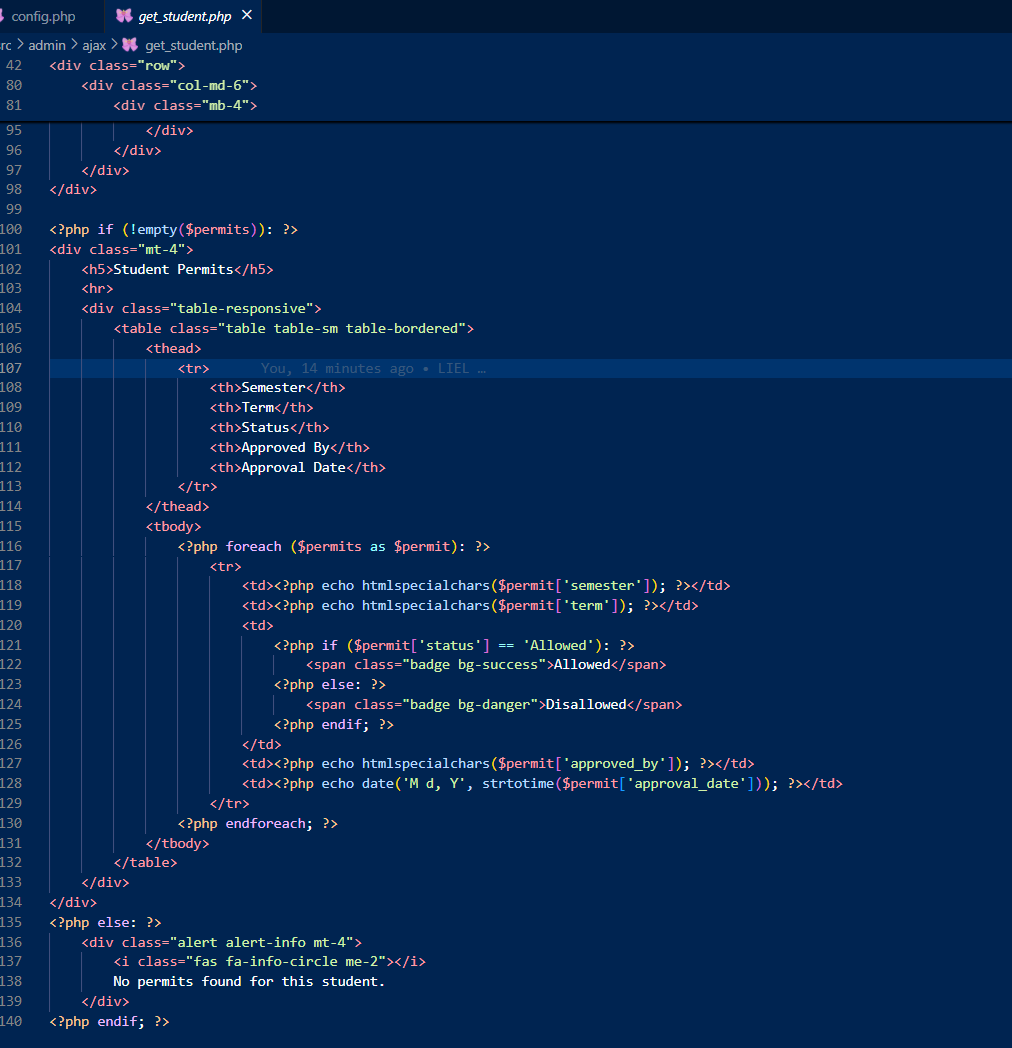 config.php get_student.php ×
src > admin > ajax > get_student.php
42 <div class="row">
80 <div class="col-md-6">
81 <div class="mb-4">
95 </div>
96 </div>
97 </div>
98 </div>
99
100 <?php if (!empty($permits)): ?>
101 <div class="mt-4">
102 <h5>Student Permits</h5>
103 <hr>
104 <div class="table-responsive">
105 <table class="table table-sm table-bordered">
106 <thead>
107 <tr> You, 14 minutes ago • LIEL …
108 <th>Semester</th>
109 <th>Term</th>
110 <th>Status</th>
111 <th>Approved By</th>
112 <th>Approval Date</th>
113 </tr>
114 </thead>
115 <tbody>
116 <?php foreach ($permits as $permit): ?>
117 <tr>
118 <td><?php echo htmlspecialchars($permit['semester']); ?></td>
119 <td><?php echo htmlspecialchars($permit['term']); ?></td>
120 <td>
121 <?php if ($permit['status'] == 'Allowed'): ?>
122 <span class="badge bg-success">Allowed</span>
123 <?php else: ?>
124 <span class="badge bg-danger">Disallowed</span>
125 <?php endif; ?>
126 </td>
127 <td><?php echo htmlspecialchars($permit['approved_by']); ?></td>
128 <td><?php echo date('M d, Y', strtotime($permit['approval_date'])); ?></td>
129 </tr>
130 <?php endforeach; ?>
131 </tbody>
132 </table>
133 </div>
134 </div>
135 <?php else: ?>
136 <div class="alert alert-info mt-4">
137 <i class="fas fa-info-circle me-2"></i>
138 No permits found for this student.
139 </div>
140 <?php endif; ?>